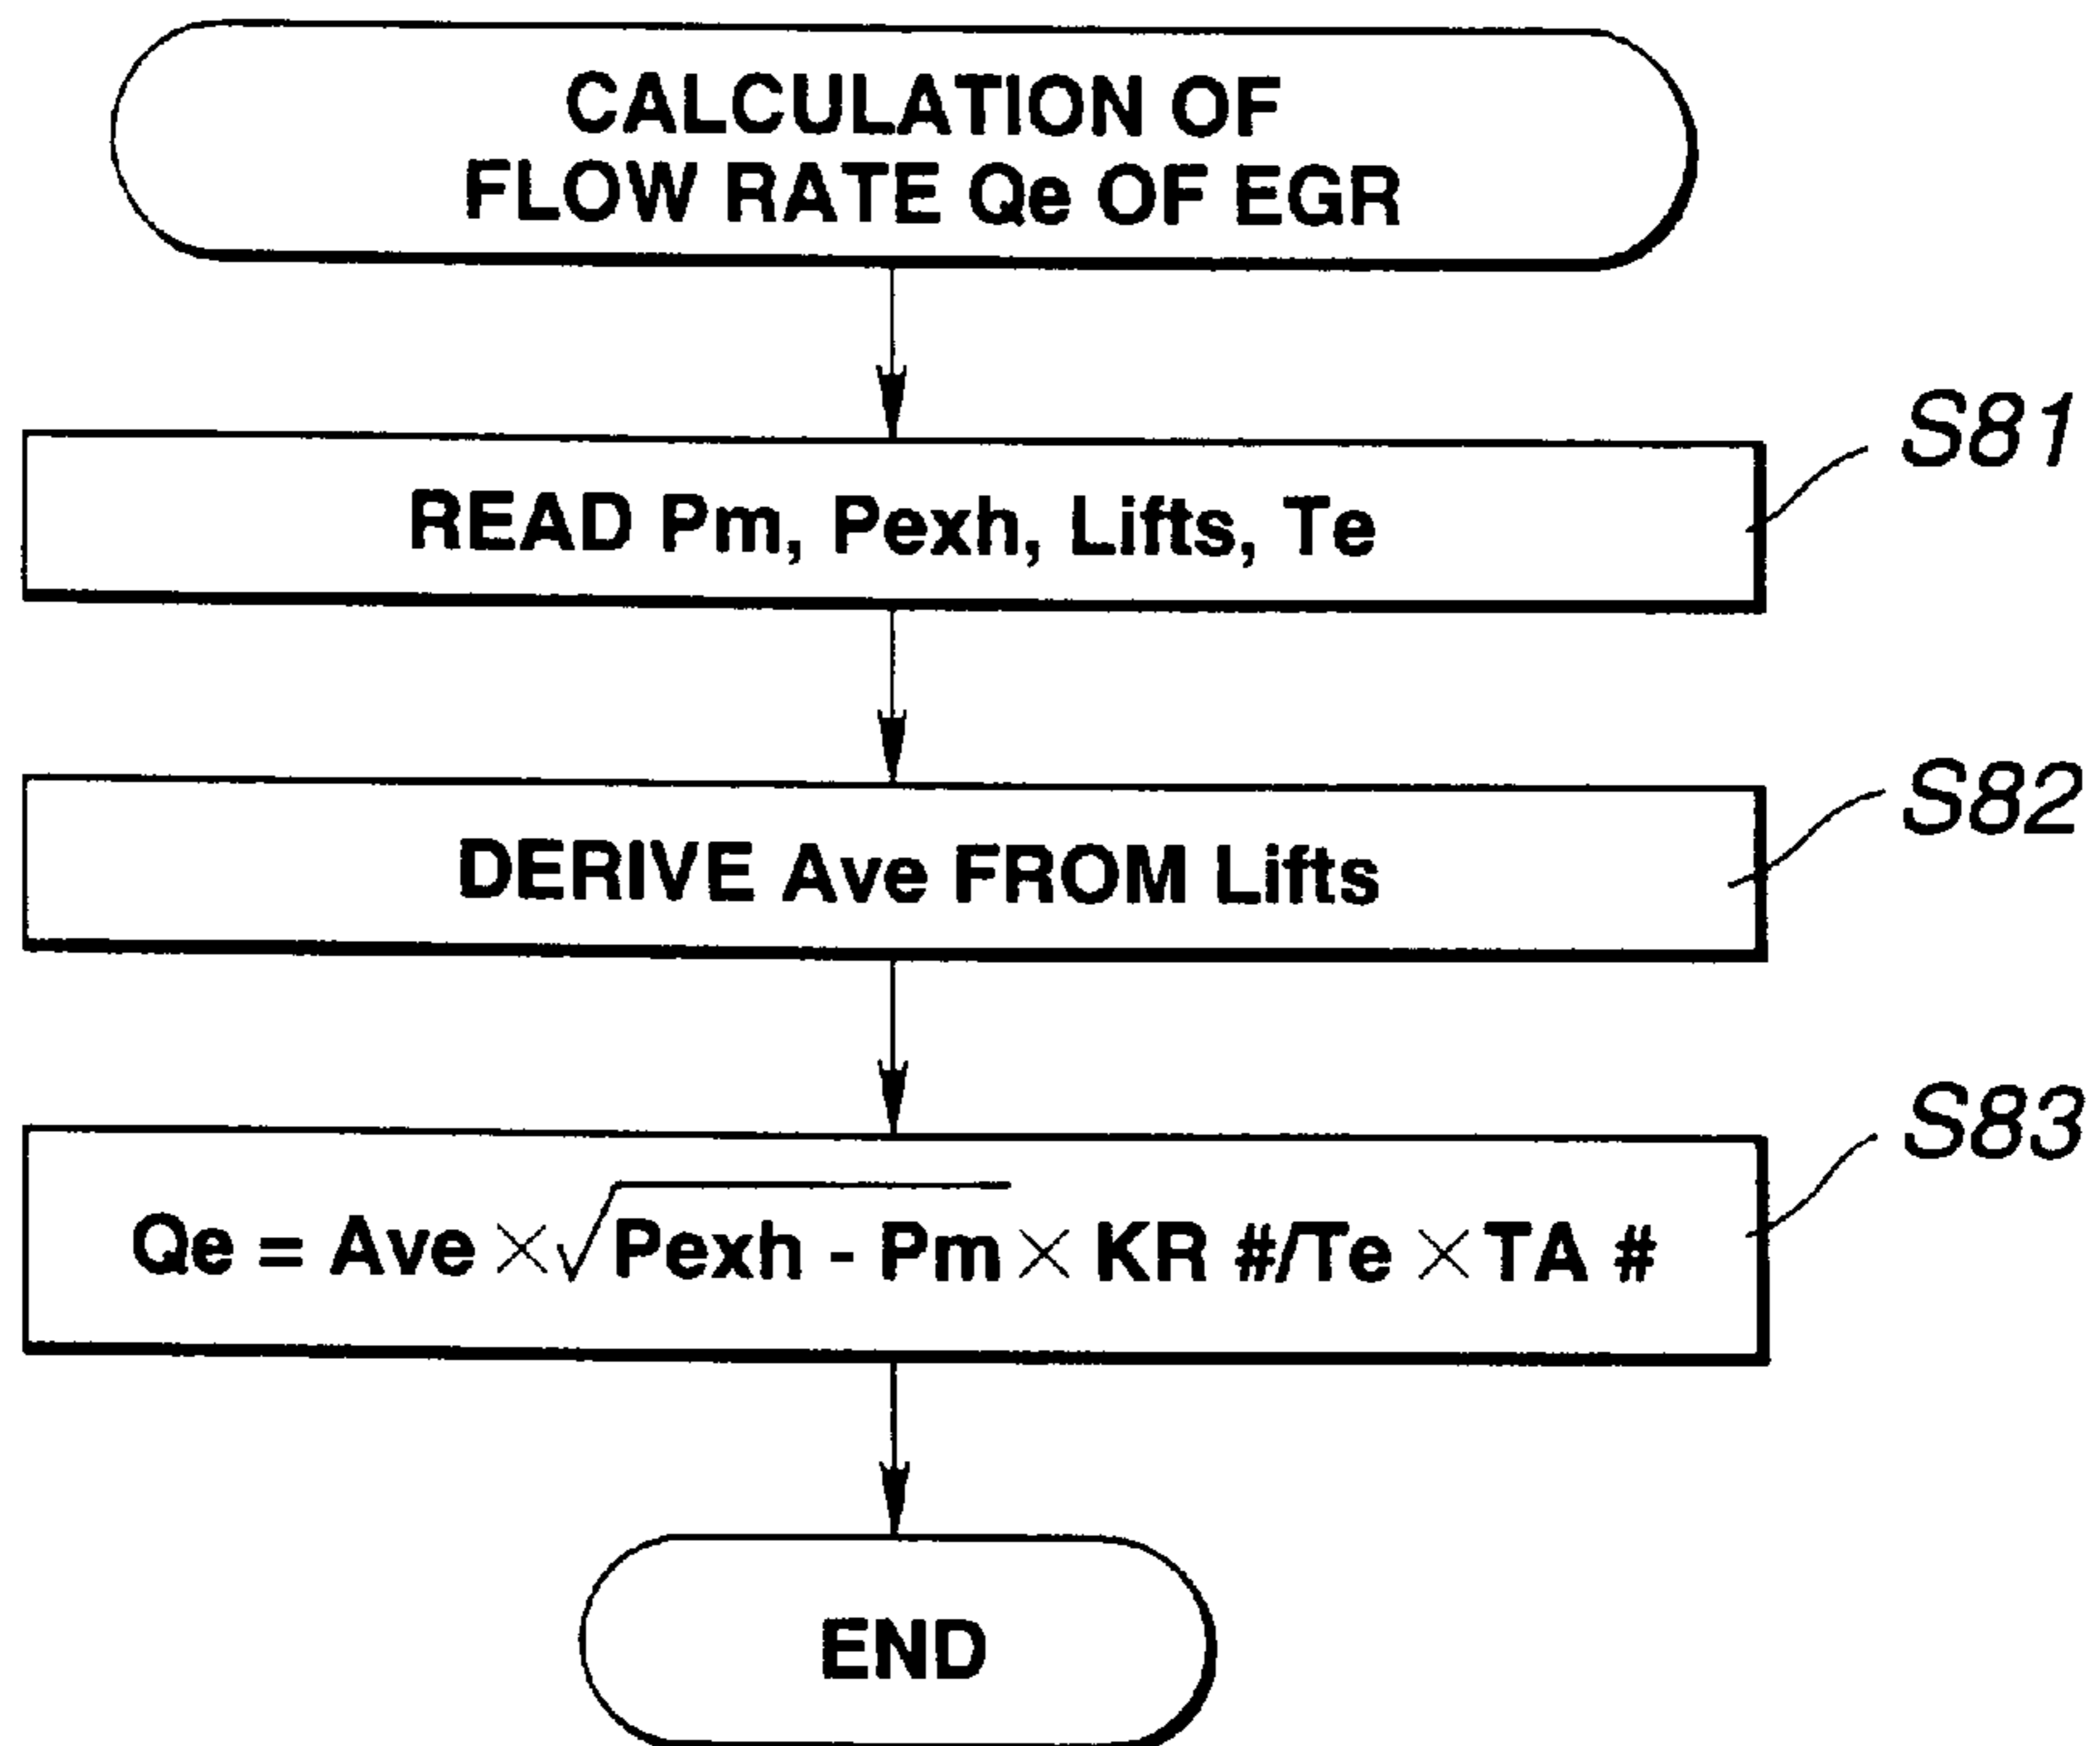 CALCULATION OF
FLOW RATE Qe OF EGR
S81
READ Pm, Pexh, Lifts, Te
S82
DERIVE Ave FROM Lifts
S83
Qe = Ave ×√Pexh - Pm × KR #/Te × TA #
END